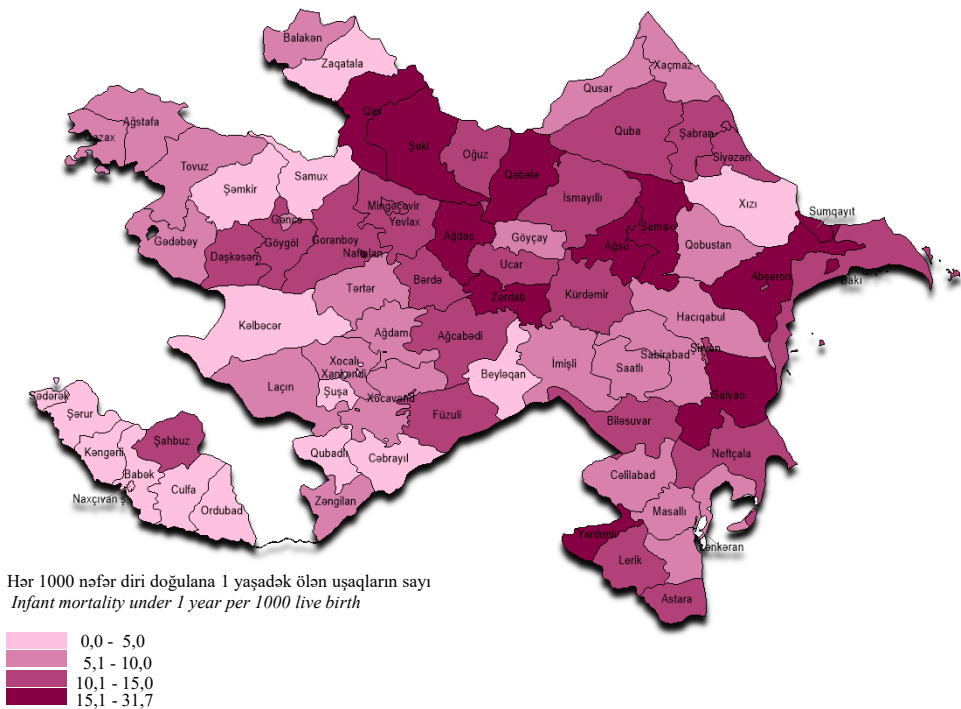 Balakən
Zaqatala
Xaçmaz
Qusar
Qax
Ağstafa
Quba
Şabran
Qazax
Şəki
Oğuz
Siyəzən
Tovuz
Qəbələ
Samux
Şəmkir
İsmayıllı
Xızı
Mingəçevir
Sumqayıt
Gəncə
Yevlax
Şamaxı
Ağdaş
Göyçay
Gədəbəy
Göygöl
Goranboy
Ağsu
Qobustan
Daşkəsən
Naftalan
Ucar
Abşeron
Bərdə
Bakı
Tərtər
Zərdab
Kürdəmir
Kəlbəcər
Hacıqabul
Ağdam
Ağcabədi
Şirvan
Xocalı
Sabirabad
İmişli
Saatlı
Xankəndi
Beyləqan
Laçın
Şuşa
Salyan
Sədərək
Xocavənd
Şərur
Füzuli
Biləsuvar
Şahbuz
Kəngərli
Qubadlı
Cəbrayıl
Neftçala
Babək
Cəlilabad
Culfa
Naxçıvan ş.
Zəngilan
Ordubad
Masallı
Yardımlı
Lənkəran
Lerik
Astara
Hər 1000 nəfər diri doğulana 1 yaşadək ölən uşaqların sayı
Infant mortality under 1 year per 1000 live birth
0,0 - 5,0
5,1 - 10,0
10,1 - 15,0
15,1 - 31,7